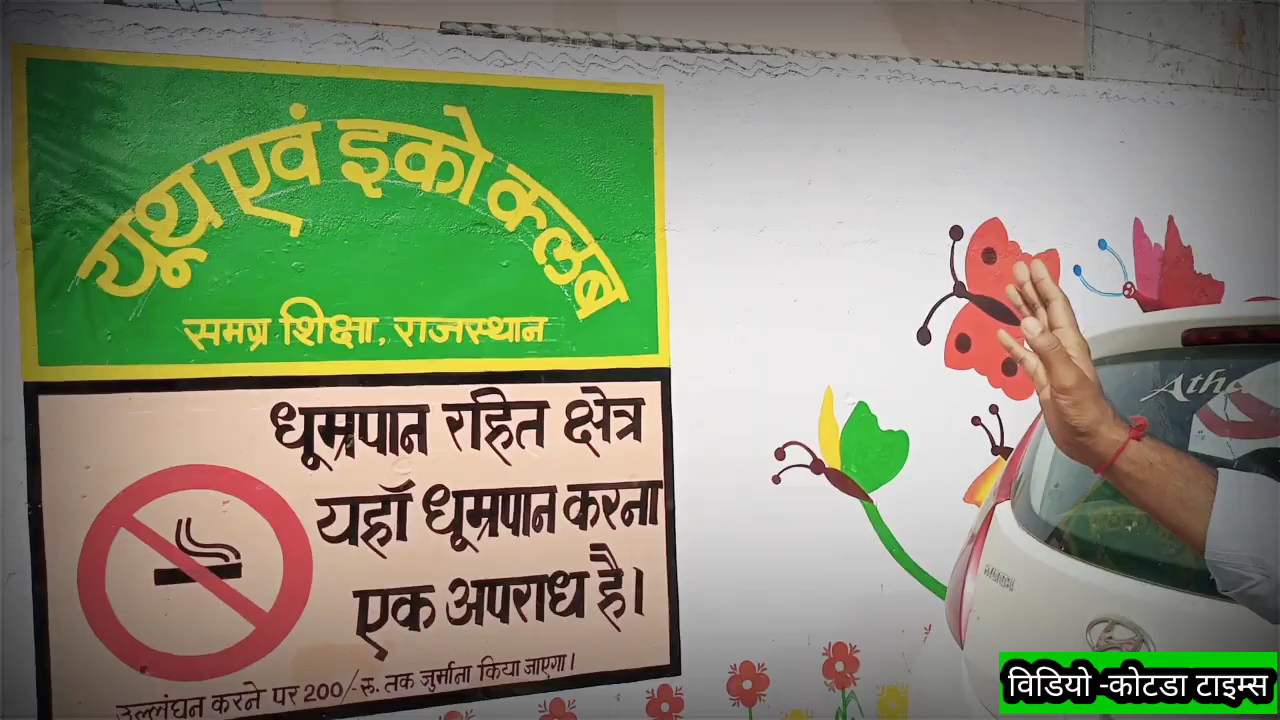 यूथ एवं इको क्लब
समग्र शिक्षा, राजस्थान
धूम्रपान रहित क्षेत्र
यहाँ धूम्रपान करना
एक अपराध है।
उल्लंघन करने पर 200/-रु. तक जुर्माना किया जाएगा।
विडियो -कोटडा टाइम्स